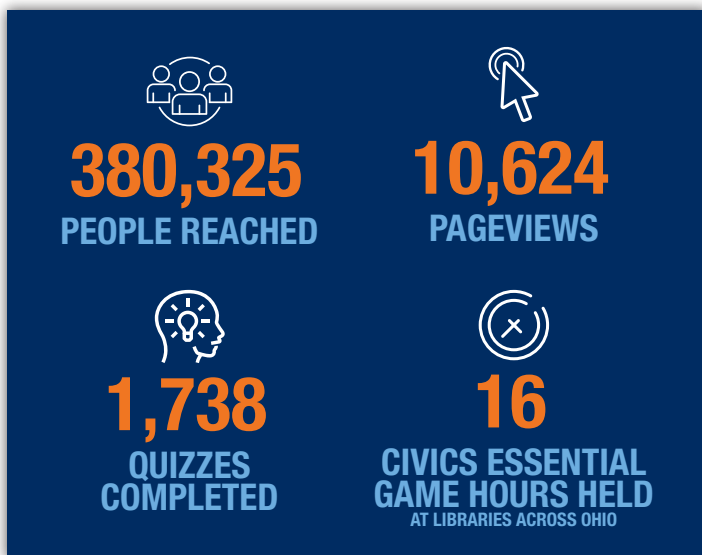 380,325
PEOPLE REACHED
10,624
PAGEVIEWS
1,738
QUIZZES
COMPLETED
16
CIVICS ESSENTIAL
GAME HOURS HELD
AT LIBRARIES ACROSS OHIO